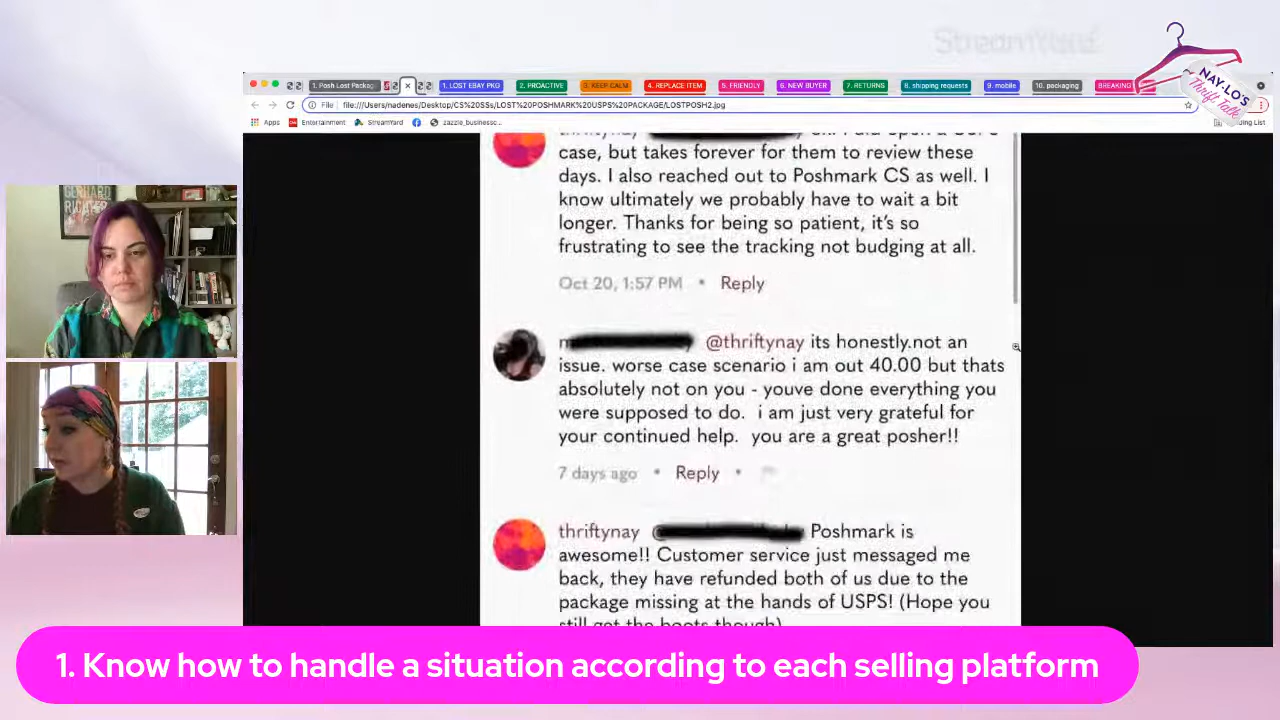 StreamYard
NAY-LO'S
Thrift Talk
1. Posh Lost Packag
1. LOST EBAY PKG
2. PROACTIVE
3. KEEP CALM
4. REPLACE ITEM
5. FRIENDLY
6. NEW BUYER
7. RETURNS
8. shipping requests
9. mobile
10. packaging
BREAKING
File
file:///Users/nadenes/Desktop/CS%20SSs/LOST%20POSHMARK%20USPS%20PACKAGE/LOSTPOSH2.jpg
Apps
Entertainment
StreamYard
zazzle_businessc...
ding List
case, but takes forever for them to review these
days. I also reached out to Poshmark CS as well. I
know ultimately we probably have to wait a bit
longer. Thanks for being so patient, it's so
frustrating to see the tracking not budging at all.
Oct 20, 1:57 PM • Reply
m @thriftynay its honestly.not an
issue. worse case scenario i am out 40.00 but thats
absolutely not on you - youve done everything you
were supposed to do. i am just very grateful for
your continued help. you are a great posher!!
7 days ago • Reply •
thriftynay @ Poshmark is
awesome!! Customer service just messaged me
back, they have refunded both of us due to the
package missing at the hands of USPS! (Hope you
still get the boots though)
GERHARD
RICHTER
1. Know how to handle a situation according to each selling platform